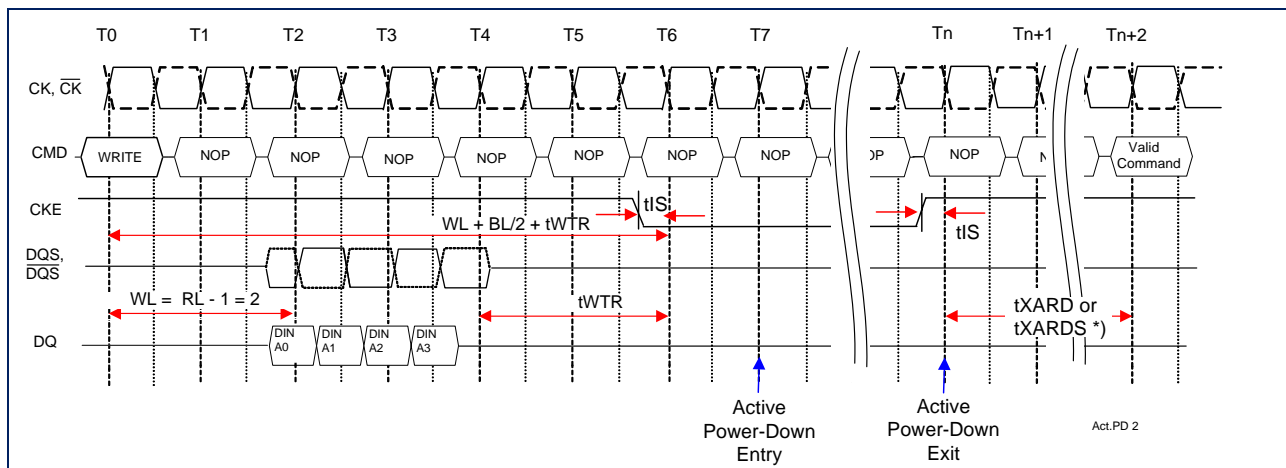 T0 T1 T2 T3 T4 T5 T6 T7 Tn Tn+1 Tn+2
CK, CK
CMD WRITE NOP NOP NOP NOP NOP NOP NOP NOP NOP Valid
Command
CKE tIS tIS
WL + BL/2 + tWTR
DQS,
DQS
WL = RL - 1 = 2 tWTR tXARD or
tXARDS *)
DQ DIN
A0 DIN
A1 DIN
A2 DIN
A3
Active
Power-Down
Entry
Active
Power-Down
Exit
Act.PD 2